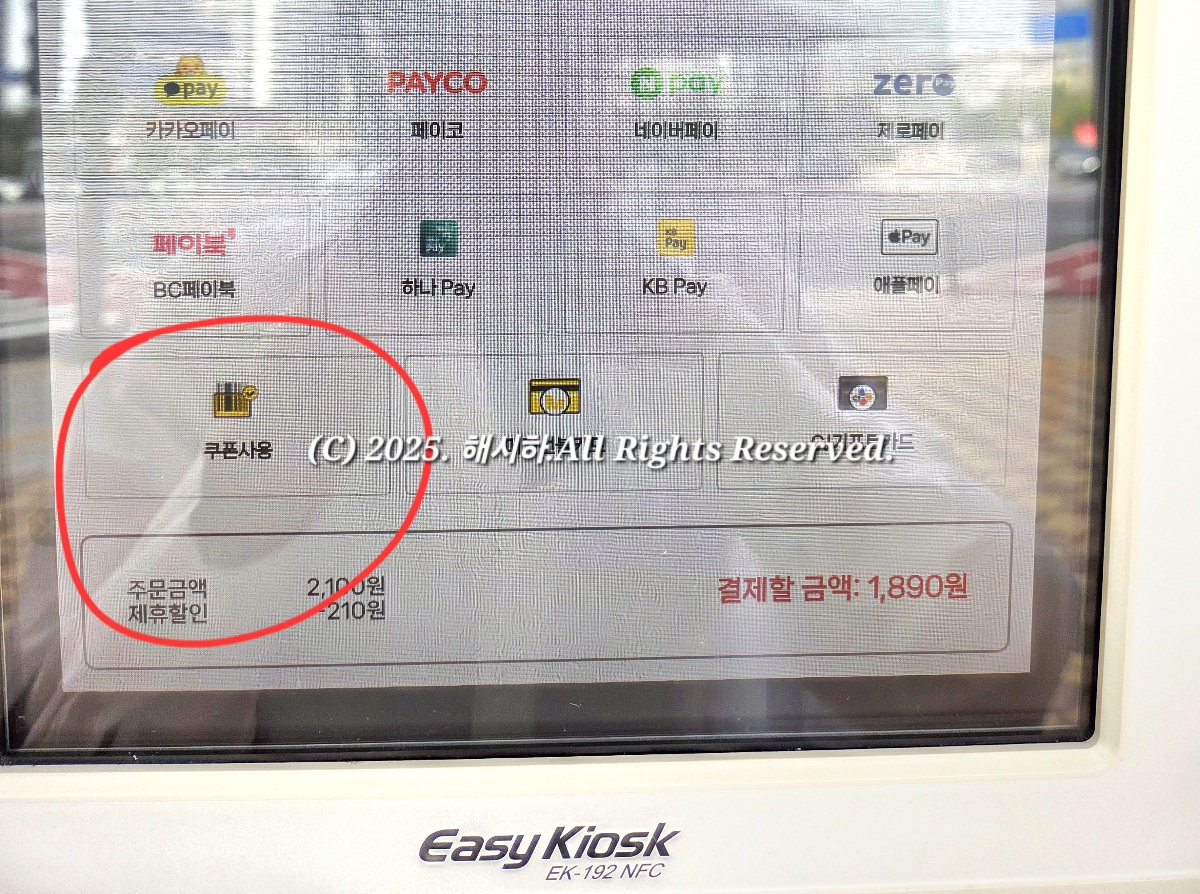 pay PAYCO N pay zero
카카오페이 페이코 네이버페이 제로페이
페이북 Pay Pay
BC페이북 하나 Pay KB Pay 애플페이
쿠폰사용
(C) 2025. 해시하.All Rights Reserved.
주문금액 2,100원 결제할 금액: 1,890원
제휴할인 -210원
Easy Kiosk
EK-192 NFC